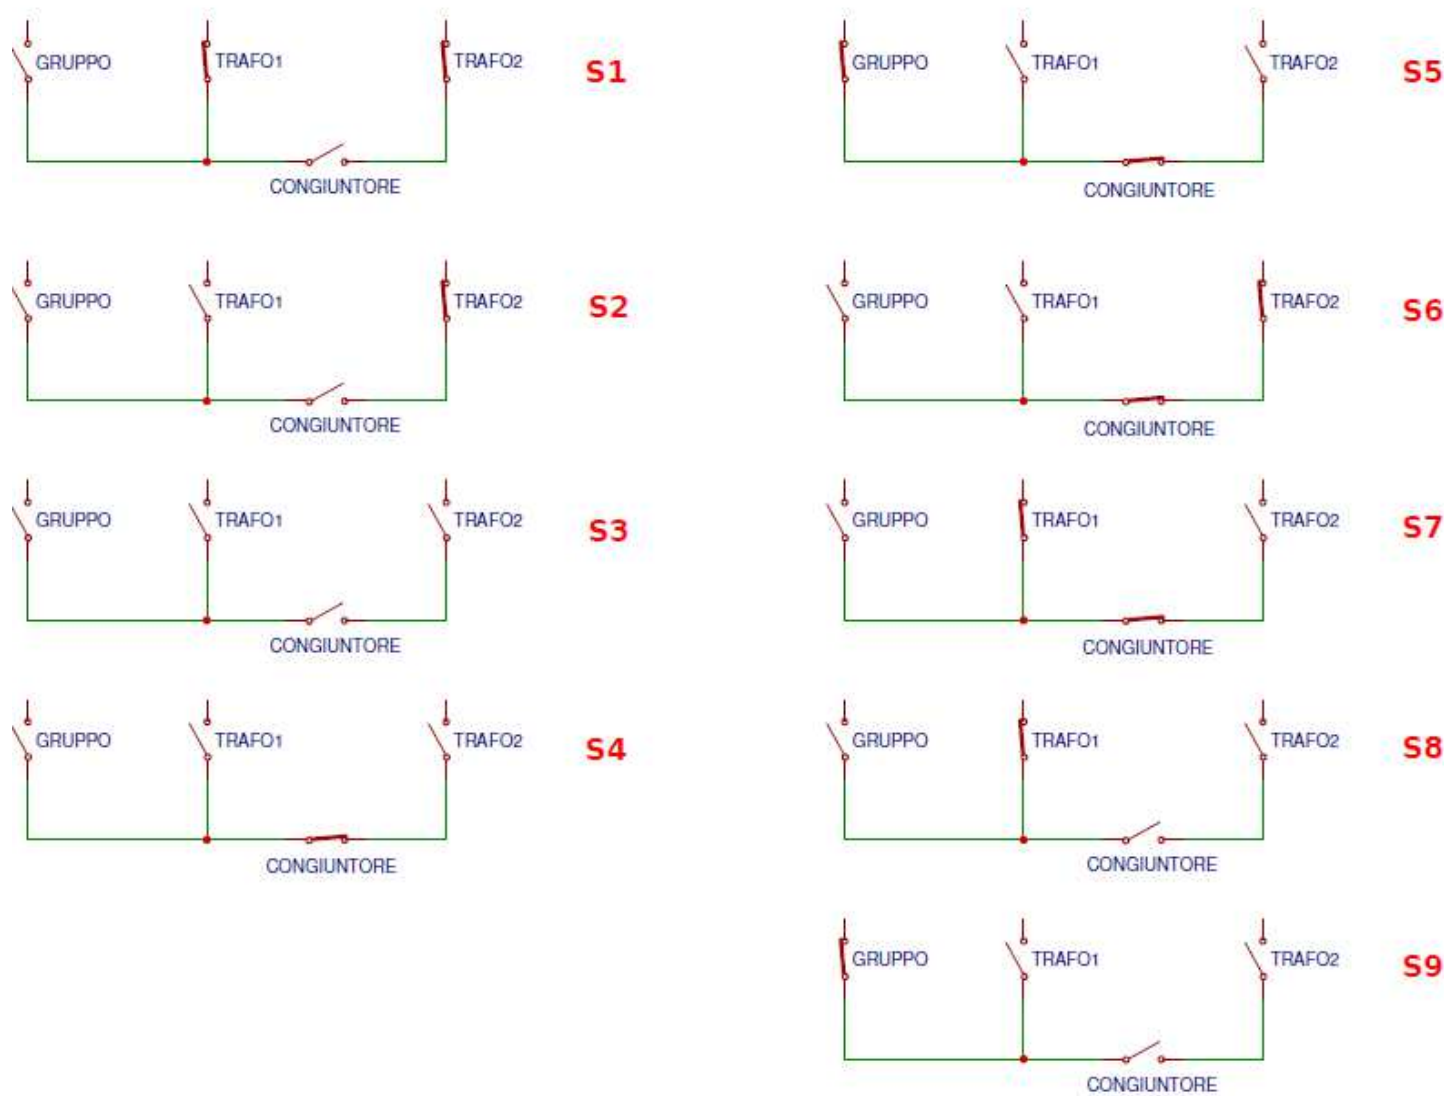 GRUPPO TRAFO1 TRAFO2 S1
CONGIUNTORE
GRUPPO TRAFO1 TRAFO2 S2
CONGIUNTORE
GRUPPO TRAFO1 TRAFO2 S3
CONGIUNTORE
GRUPPO TRAFO1 TRAFO2 S4
CONGIUNTORE
GRUPPO TRAFO1 TRAFO2 S5
CONGIUNTORE
GRUPPO TRAFO1 TRAFO2 S6
CONGIUNTORE
GRUPPO TRAFO1 TRAFO2 S7
CONGIUNTORE
GRUPPO TRAFO1 TRAFO2 S8
CONGIUNTORE
GRUPPO TRAFO1 TRAFO2 S9
CONGIUNTORE